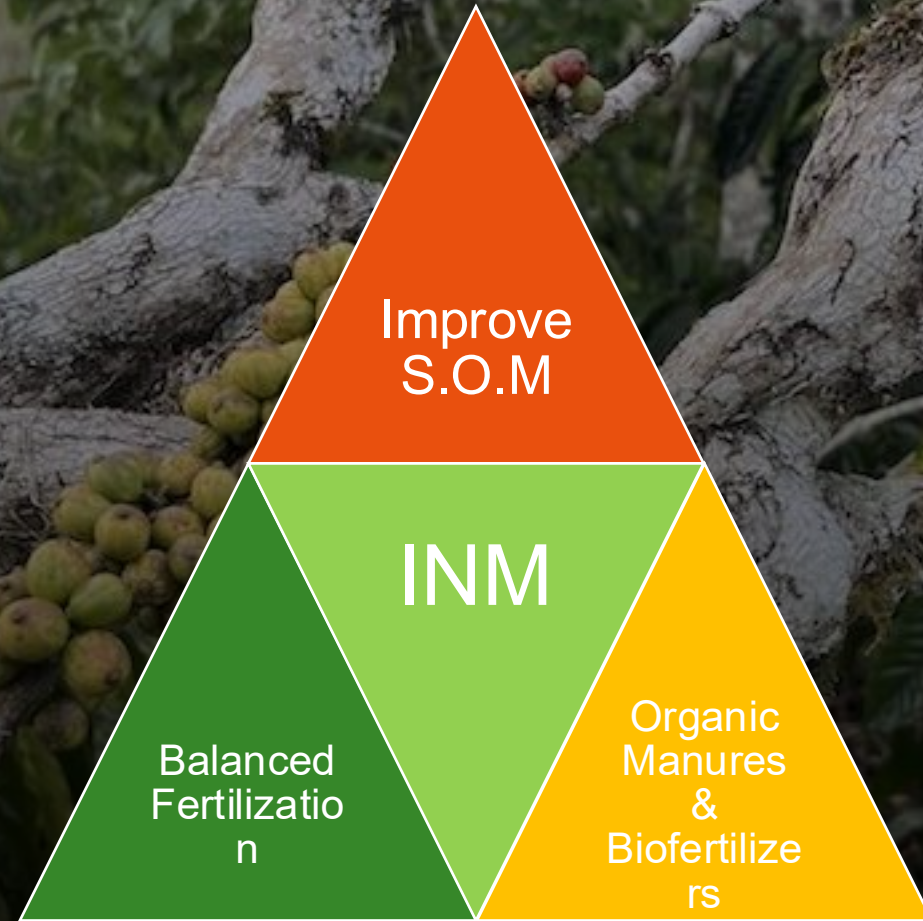 Improve
S.O.M
INM
Balanced
Fertilizatio
n
Organic
Manures
&
Biofertilize
rs